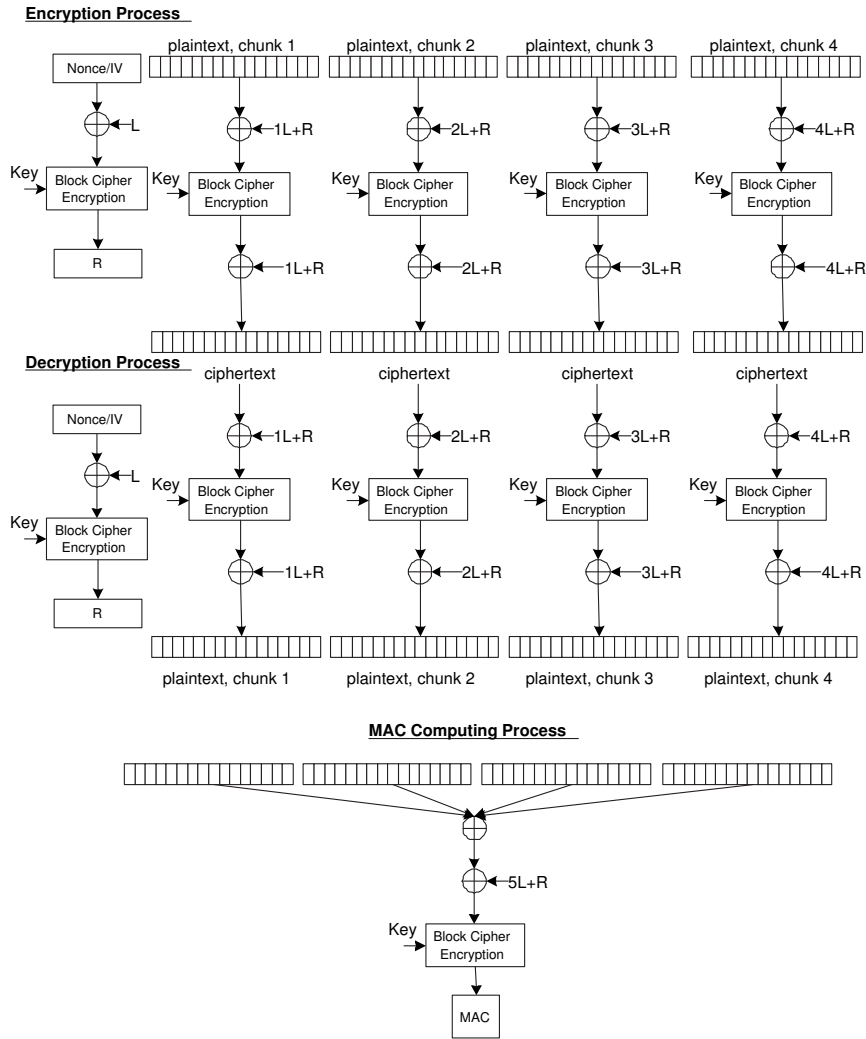 Encryption Process
plaintext, chunk 1
plaintext, chunk 2
plaintext, chunk 3
plaintext, chunk 4
Nonce/IV
L
1L+R
2L+R
3L+R
4L+R
Key
Block Cipher
Encryption
Key
Block Cipher
Encryption
Key
Block Cipher
Encryption
Key
Block Cipher
Encryption
Key
Block Cipher
Encryption
R
1L+R
2L+R
3L+R
4L+R
Decryption Process
ciphertext
ciphertext
ciphertext
ciphertext
Nonce/IV
L
1L+R
2L+R
3L+R
4L+R
Key
Block Cipher
Encryption
Key
Block Cipher
Encryption
Key
Block Cipher
Encryption
Key
Block Cipher
Encryption
Key
Block Cipher
Encryption
R
1L+R
2L+R
3L+R
4L+R
plaintext, chunk 1
plaintext, chunk 2
plaintext, chunk 3
plaintext, chunk 4
MAC Computing Process
5L+R
Key
Block Cipher
Encryption
MAC